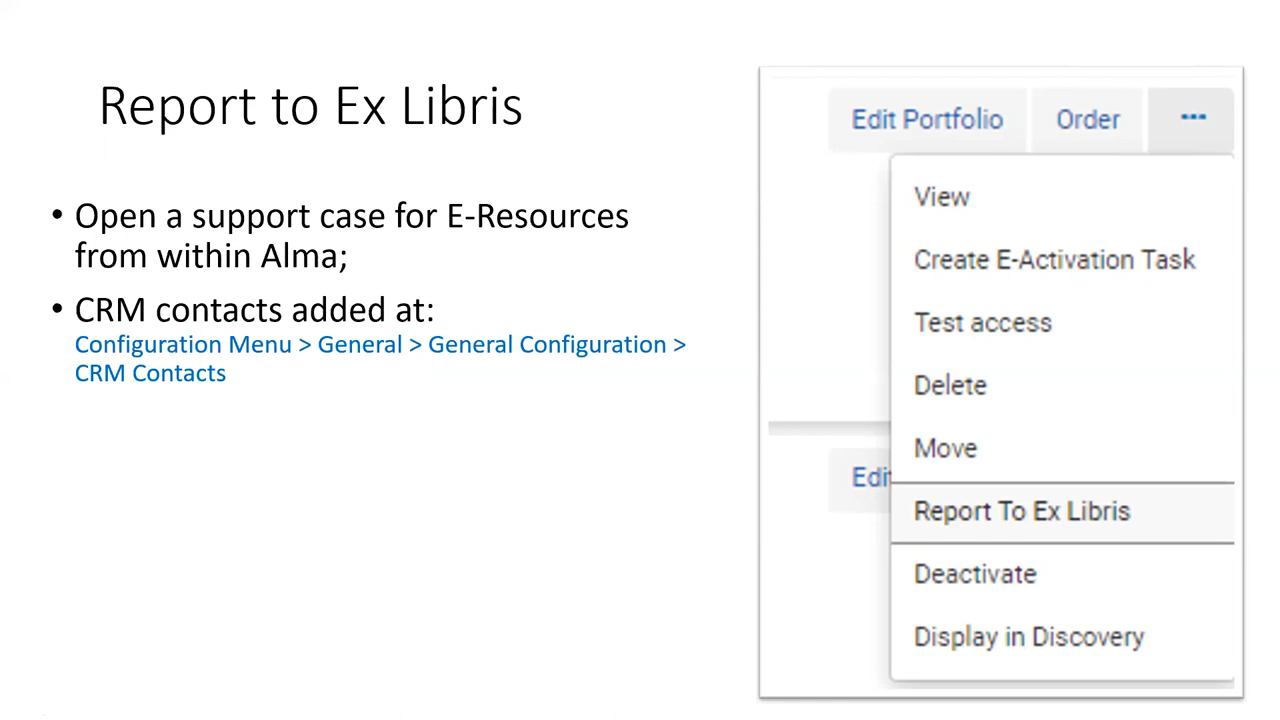 Report to Ex Libris
• Open a support case for E-Resources
from within Alma;
• CRM contacts added at:
Configuration Menu > General > General Configuration >
CRM Contacts
Edit Portfolio
Order
...
View
Create E-Activation Task
Test access
Delete
Move
Edit
Report To Ex Libris
Deactivate
Display in Discovery